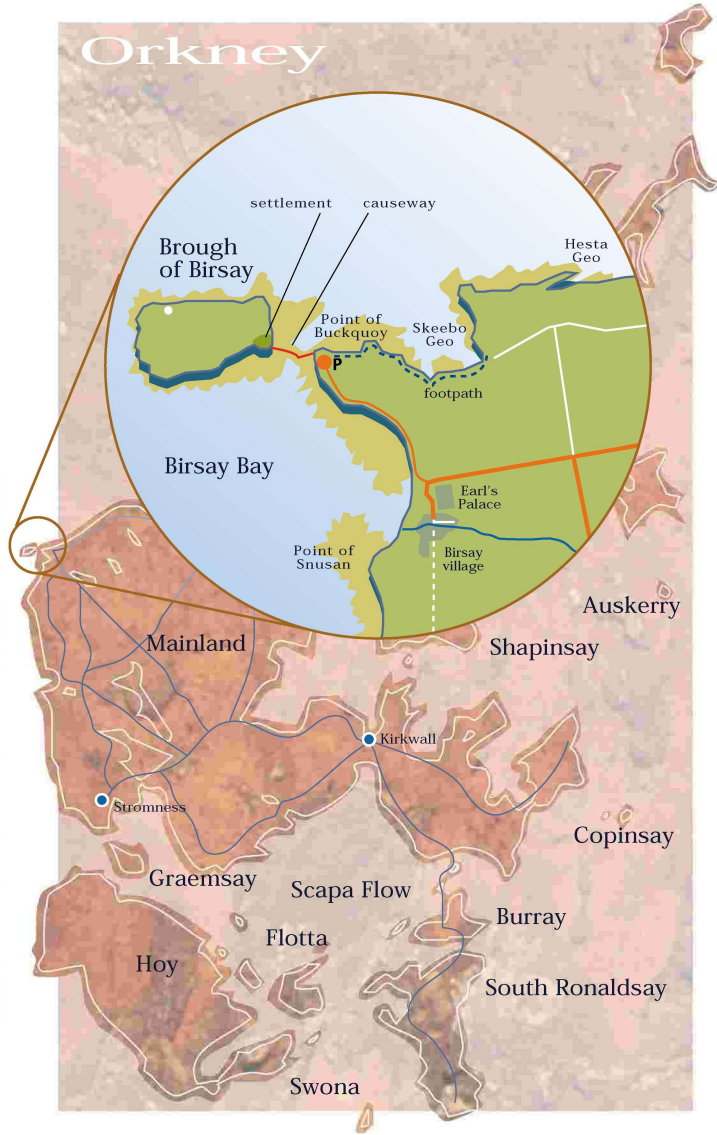 Orkney
settlement
causeway
Brough
of Birsay
Hesta
Geo
Point of
Buckquoy
Skeebo
Geo
P
footpath
Birsay Bay
Earl's
Palace
Point of
Snusan
Birsay
village
Auskerry
Mainland
Shapinsay
Kirkwall
Stromness
Copinsay
Graemsay
Scapa Flow
Burray
Flotta
Hoy
South Ronaldsay
Swona